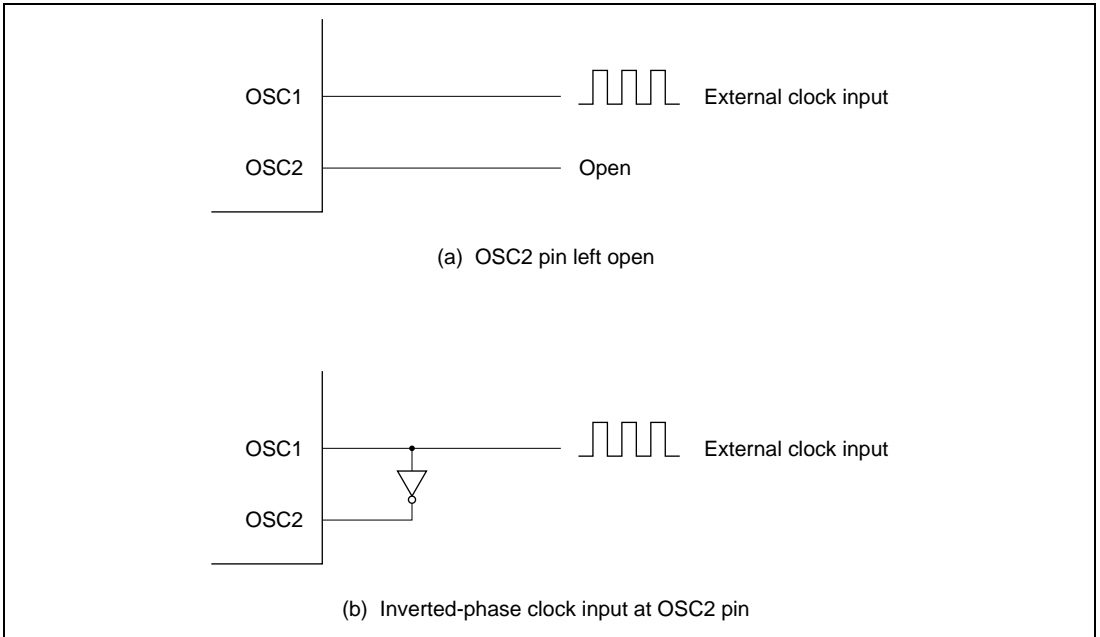 OSC1 External clock input
OSC2 Open
(a) OSC2 pin left open
OSC1 External clock input
OSC2
(b) Inverted-phase clock input at OSC2 pin